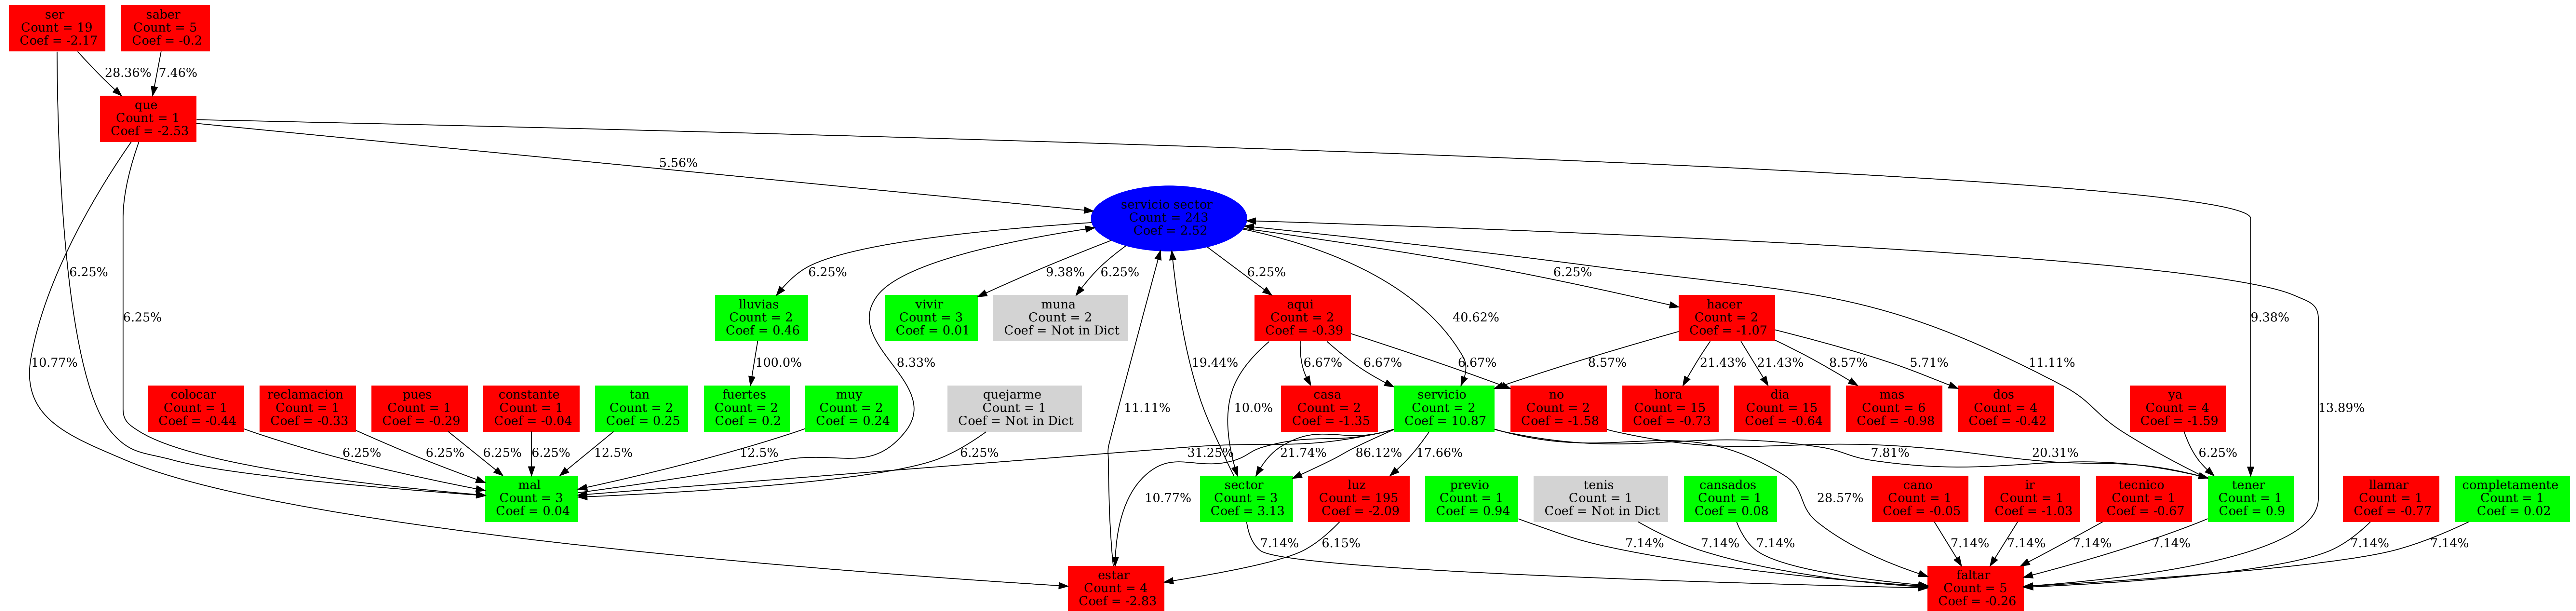 ser
Count = 19
Coef = -2.17
saber
Count = 5
Coef = -0.2
28.36%
7.46%
que
Count = 1
Coef = -2.53
5.56%
servicio sector
Count = 243
Coef = 2.52
6.25%
6.25%
9.38%
6.25%
6.25%
6.25%
9.38%
lluvias
Count = 2
Coef = 0.46
vivir
Count = 3
Coef = 0.01
muna
Count = 2
Coef = Not in Dict
aqui
Count = 2
Coef = -0.39
hacer
Count = 2
Coef = -1.07
6.25%
40.62%
10.77%
100.0%
8.33%
19.44%
6.67%
6.67%
6.67%
8.57%
21.43%
21.43%
8.57%
5.71%
11.11%
colocar
Count = 1
Coef = -0.44
reclamacion
Count = 1
Coef = -0.33
pues
Count = 1
Coef = -0.29
constante
Count = 1
Coef = -0.04
tan
Count = 2
Coef = 0.25
fuertes
Count = 2
Coef = 0.2
muy
Count = 2
Coef = 0.24
quejarme
Count = 1
Coef = Not in Dict
11.11%
10.0%
casa
Count = 2
Coef = -1.35
servicio
Count = 2
Coef = 10.87
no
Count = 2
Coef = -1.58
hora
Count = 15
Coef = -0.73
dia
Count = 15
Coef = -0.64
mas
Count = 6
Coef = -0.98
dos
Count = 4
Coef = -0.42
ya
Count = 4
Coef = -1.59
13.89%
6.25%
6.25%
6.25%
6.25%
12.5%
12.5%
6.25%
31.25%
21.74%
86.12%
17.66%
7.81%
20.31%
6.25%
mal
Count = 3
Coef = 0.04
10.77%
sector
Count = 3
Coef = 3.13
luz
Count = 195
Coef = -2.09
previo
Count = 1
Coef = 0.94
tenis
Count = 1
Coef = Not in Dict
cansados
Count = 1
Coef = 0.08
28.57%
cano
Count = 1
Coef = -0.05
ir
Count = 1
Coef = -1.03
tecnico
Count = 1
Coef = -0.67
tener
Count = 1
Coef = 0.9
llamar
Count = 1
Coef = -0.77
completamente
Count = 1
Coef = 0.02
7.14%
6.15%
7.14%
7.14%
7.14%
7.14%
7.14%
7.14%
7.14%
7.14%
7.14%
estar
Count = 4
Coef = -2.83
faltar
Count = 5
Coef = -0.26